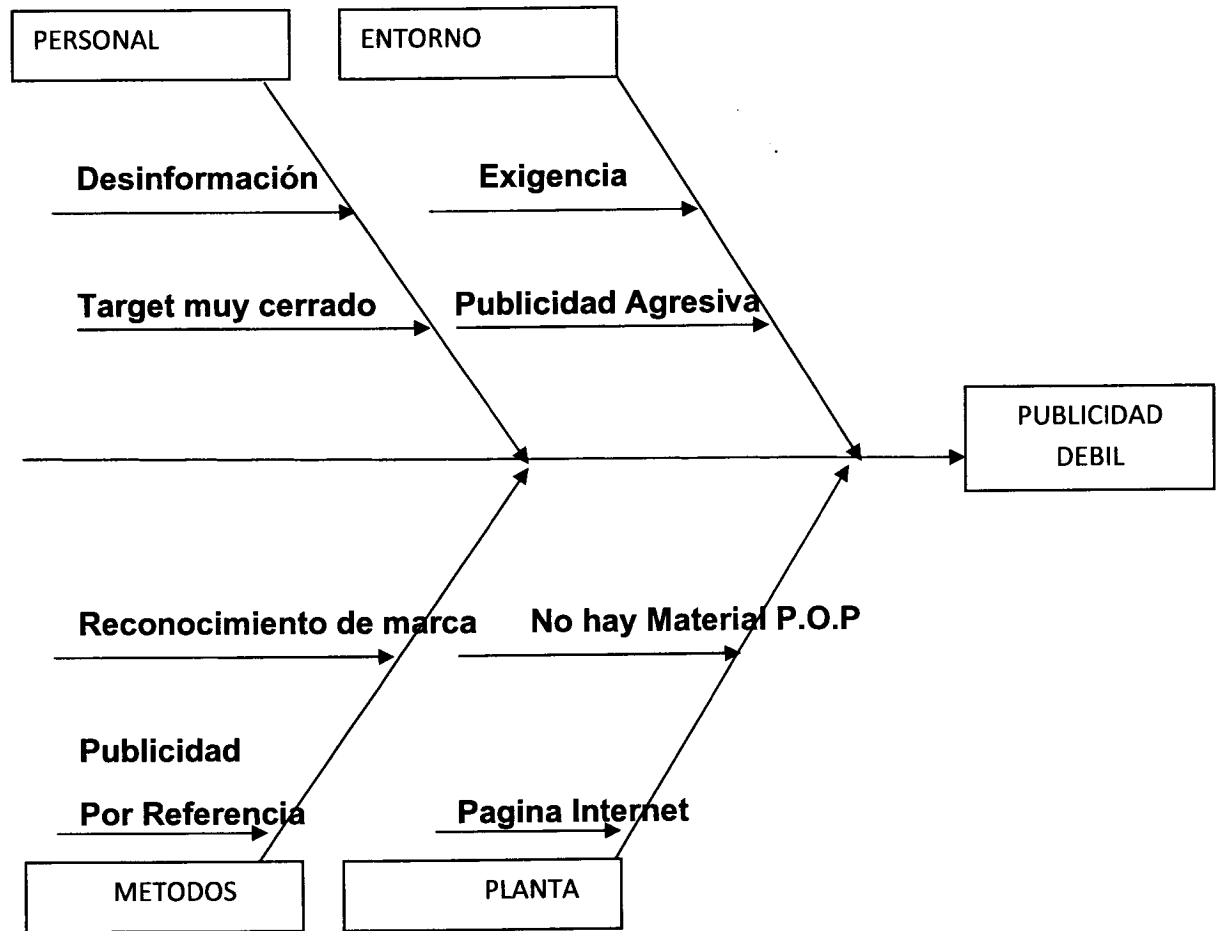 PERSONAL
ENTORNO
Desinformación
Exigencia
Target muy cerrado
Publicidad Agresiva
PUBLICIDAD
DEBIL
Reconocimiento de marca
No hay Material P.O.P
Publicidad
Por Referencia
Pagina Internet
METODOS
PLANTA